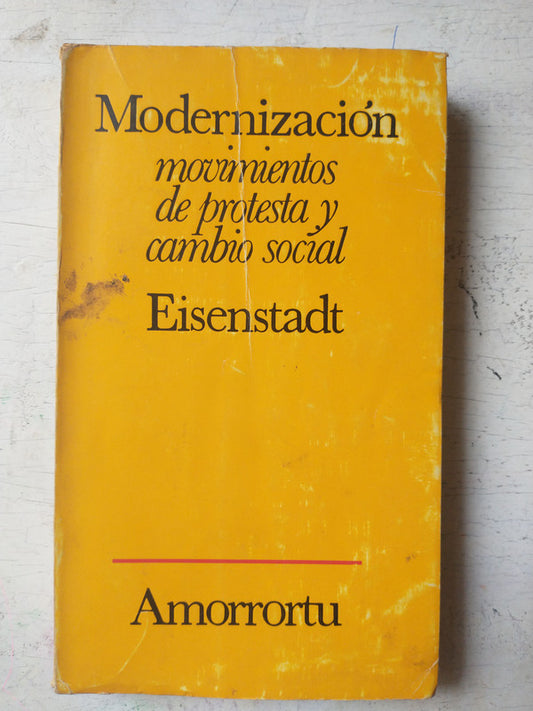 Modernización
movimientos
de protesta y
cambio social
Eisenstadt
Amorrortu